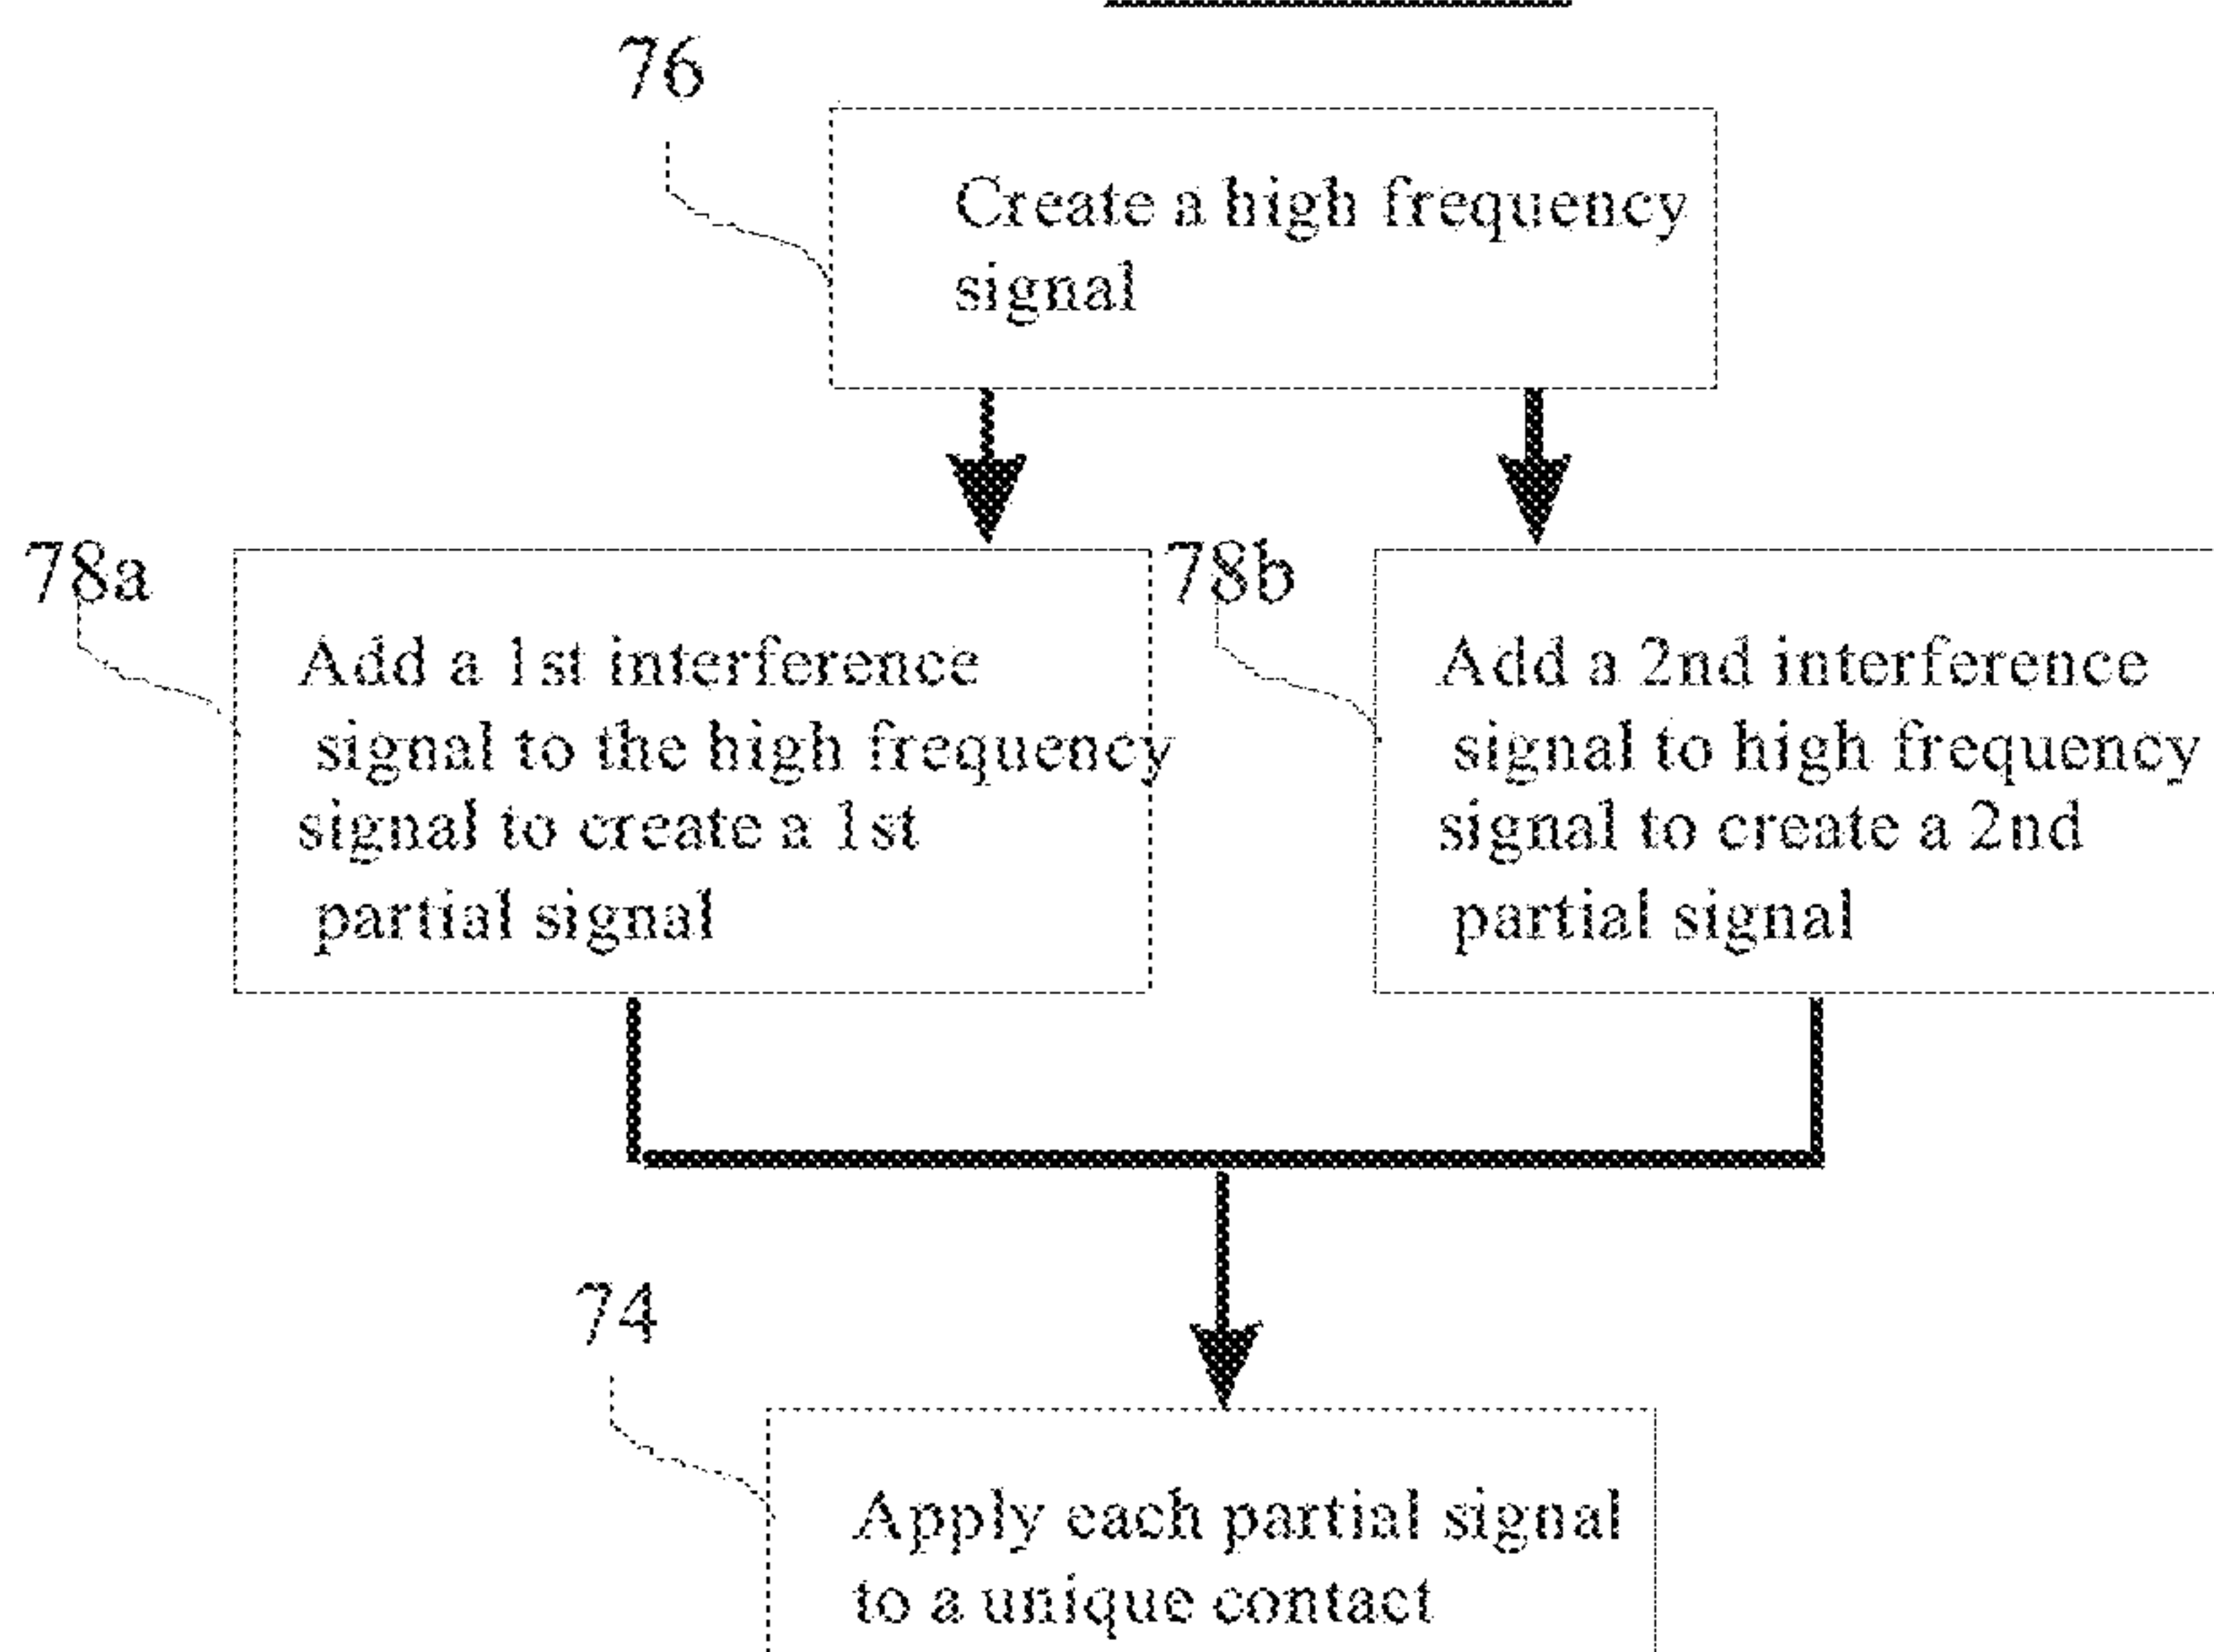 76
Create a high frequency
signal
78a
Add a 1st interference
signal to the high frequency
signal to create a 1st
partial signal
78b
Add a 2nd interference
signal to high frequency
signal to create a 2nd
partial signal
74
Apply each partial signal
to a unique contact